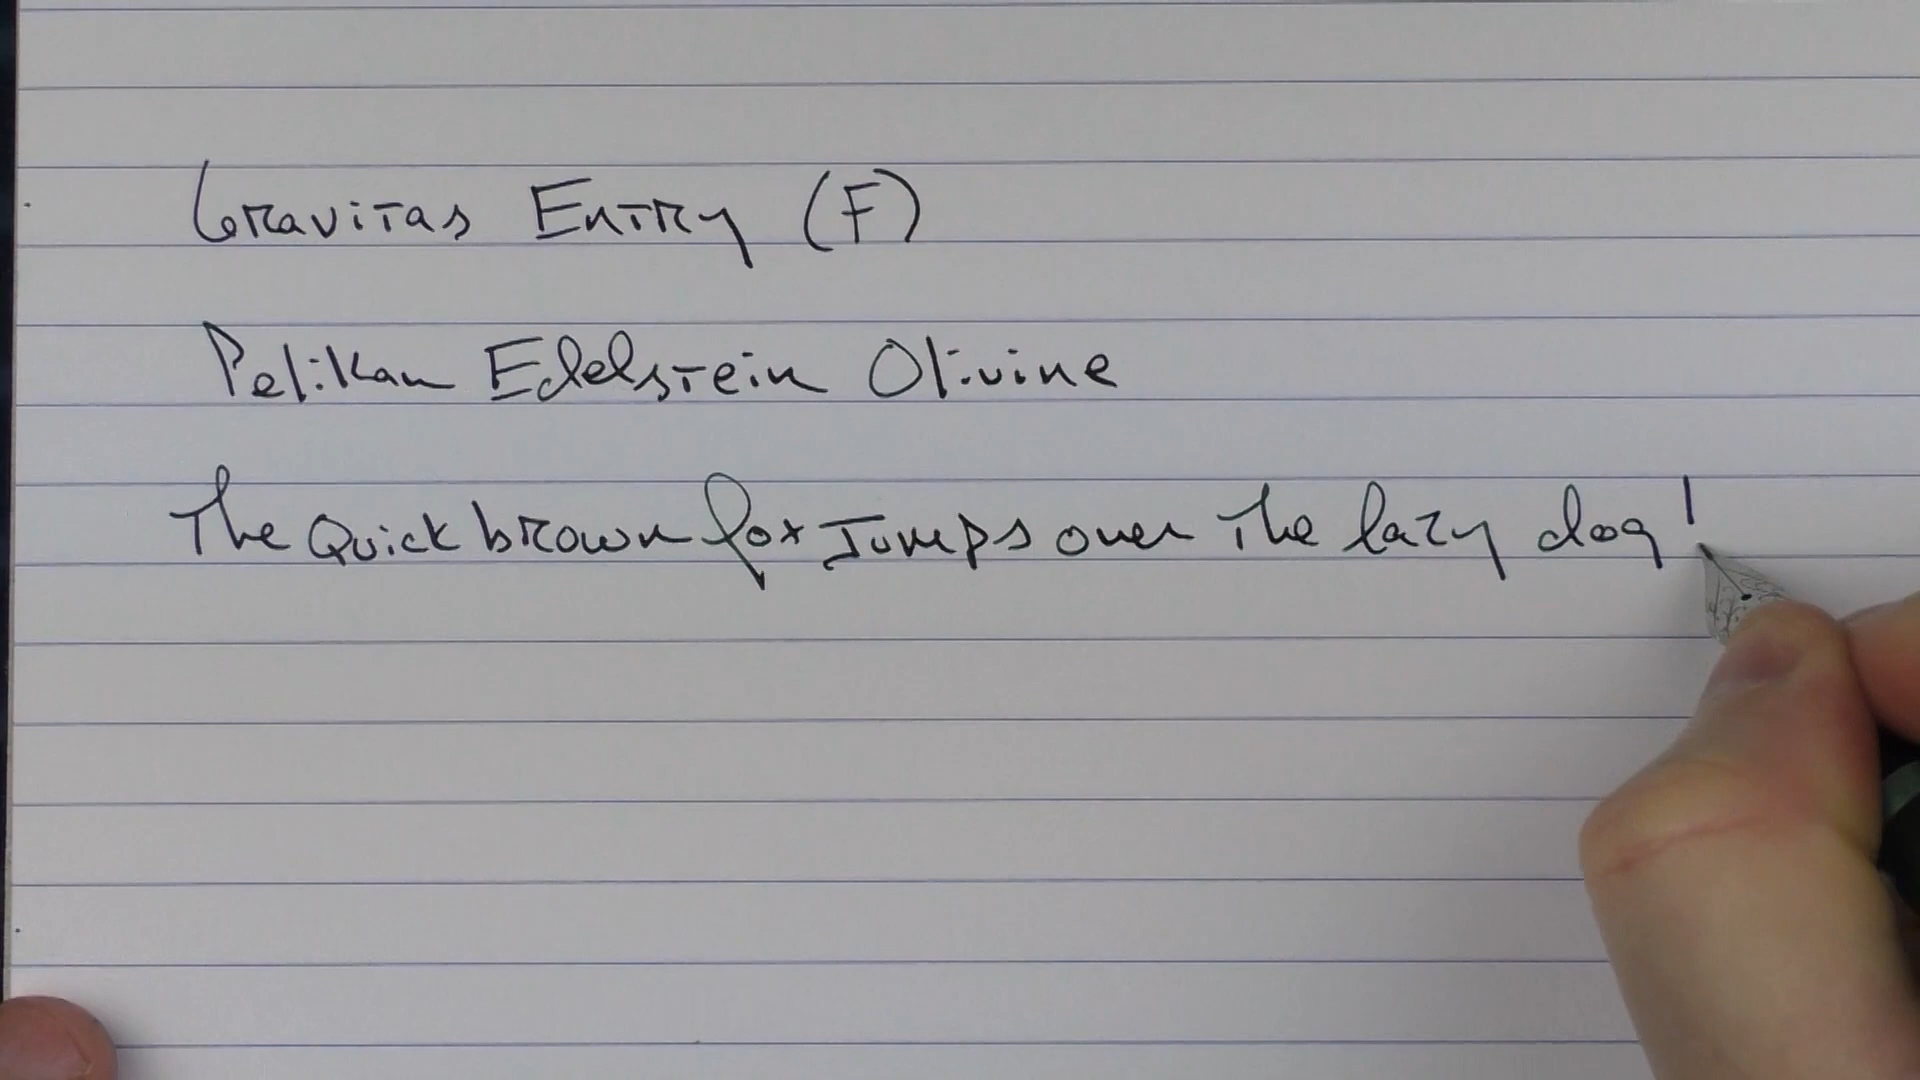 Gravitas Entry (F)
Pelikan Edelstein Olivine
The Quick brown fox Jumps over The lazy dog!